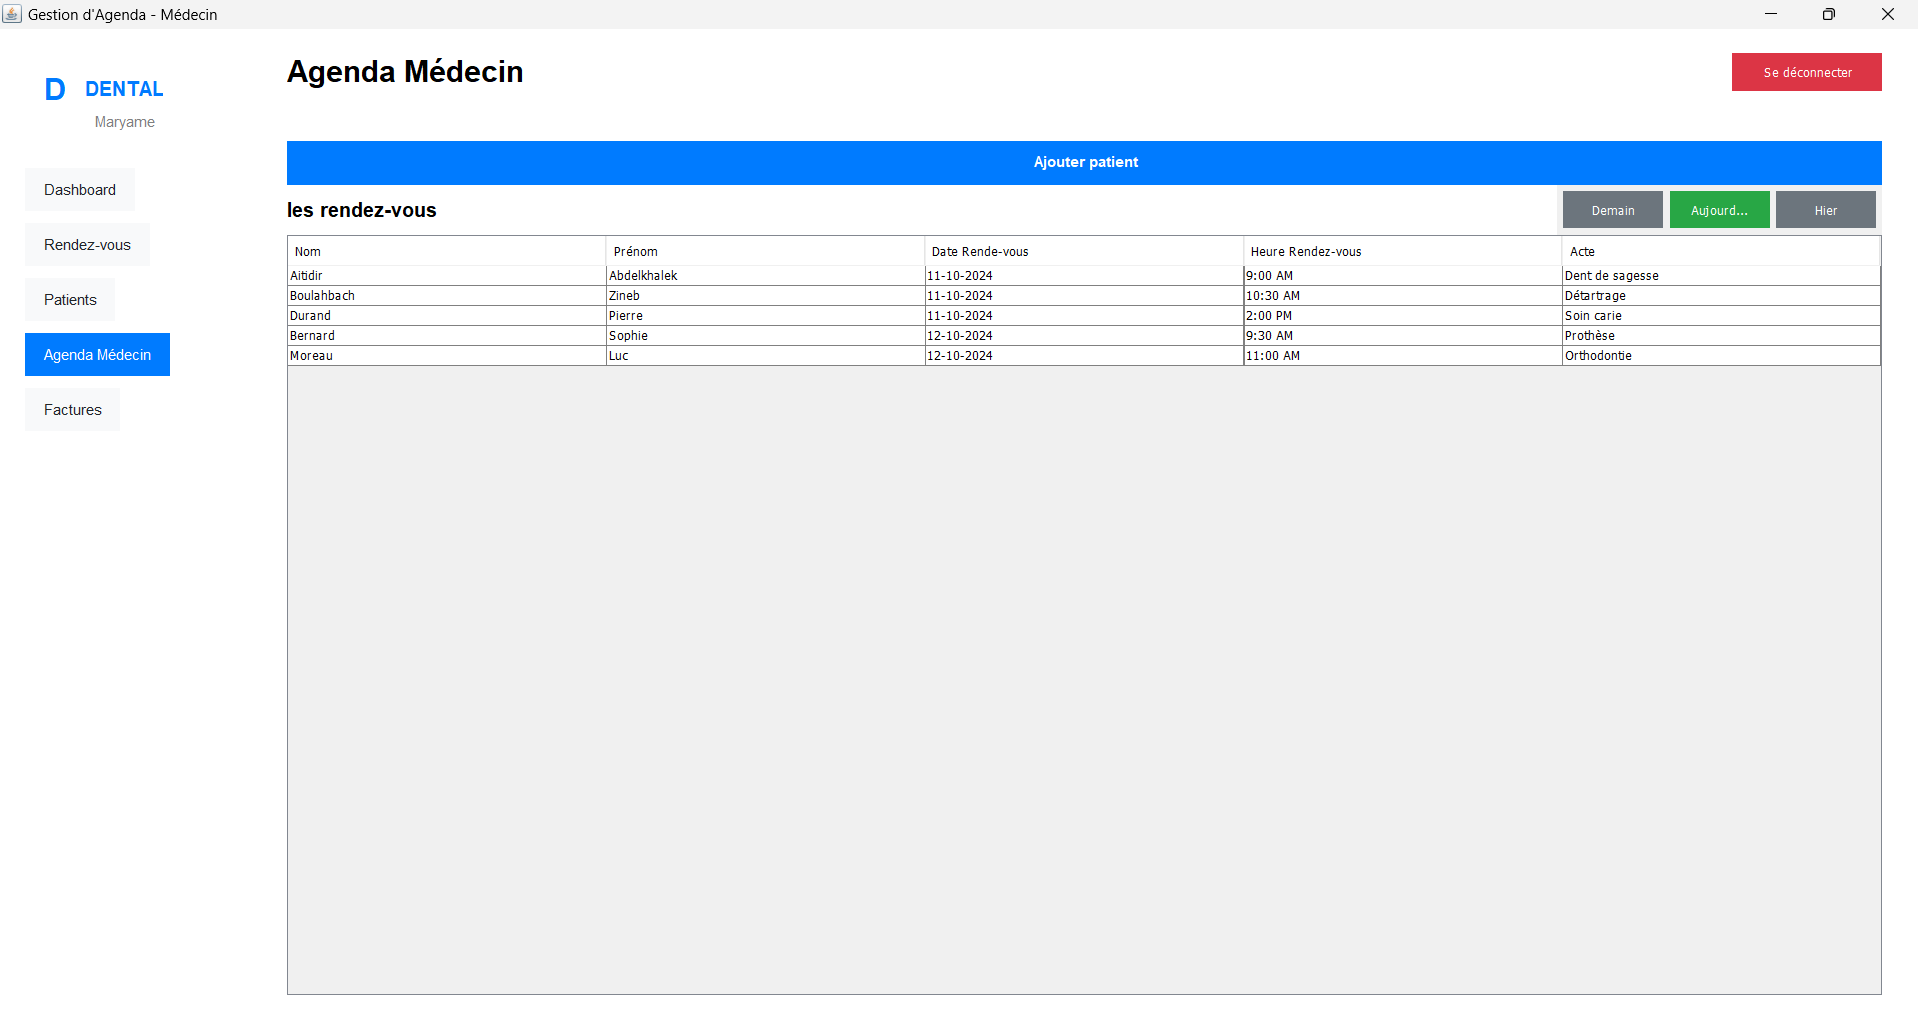 Gestion d'Agenda - Médecin
D DENTAL
Maryame
Dashboard
Rendez-vous
Patients
Agenda Médecin
Factures
Agenda Médecin
Se déconnecter
Ajouter patient
les rendez-vous
Demain Aujourd... Hier
Nom Prénom Date Rende-vous Heure Rendez-vous Acte
Aitidir Abdelkhalek 11-10-2024 9:00 AM Dent de sagesse
Boulahbach Zineb 11-10-2024 10:30 AM Détartrage
Durand Pierre 11-10-2024 2:00 PM Soin carie
Bernard Sophie 12-10-2024 9:30 AM Prothèse
Moreau Luc 12-10-2024 11:00 AM Orthodontie